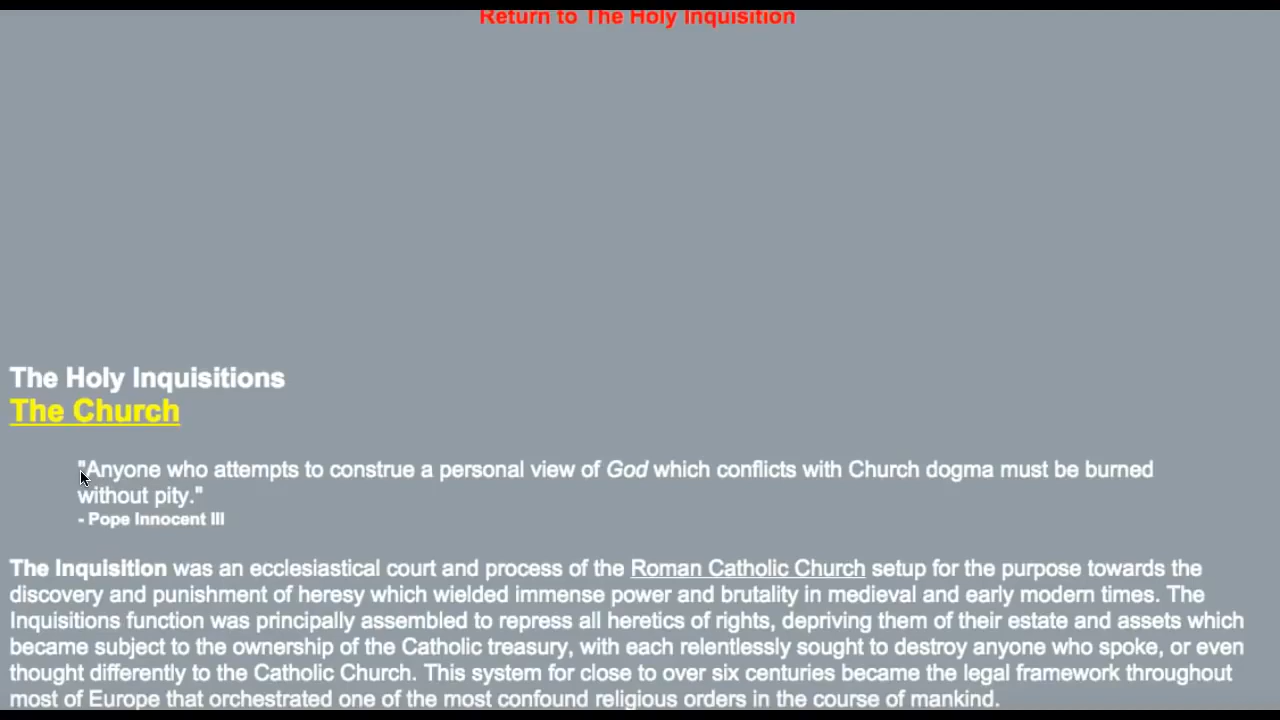 Return to The Holy Inquisition
The Holy Inquisitions
The Church
"Anyone who attempts to construe a personal view of God which conflicts with Church dogma must be burned
without pity."
- Pope Innocent III
The Inquisition was an ecclesiastical court and process of the Roman Catholic Church setup for the purpose towards the
discovery and punishment of heresy which wielded immense power and brutality in medieval and early modern times. The
Inquisitions function was principally assembled to repress all heretics of rights, depriving them of their estate and assets which
became subject to the ownership of the Catholic treasury, with each relentlessly sought to destroy anyone who spoke, or even
thought differently to the Catholic Church. This system for close to over six centuries became the legal framework throughout
most of Europe that orchestrated one of the most confound religious orders in the course of mankind.